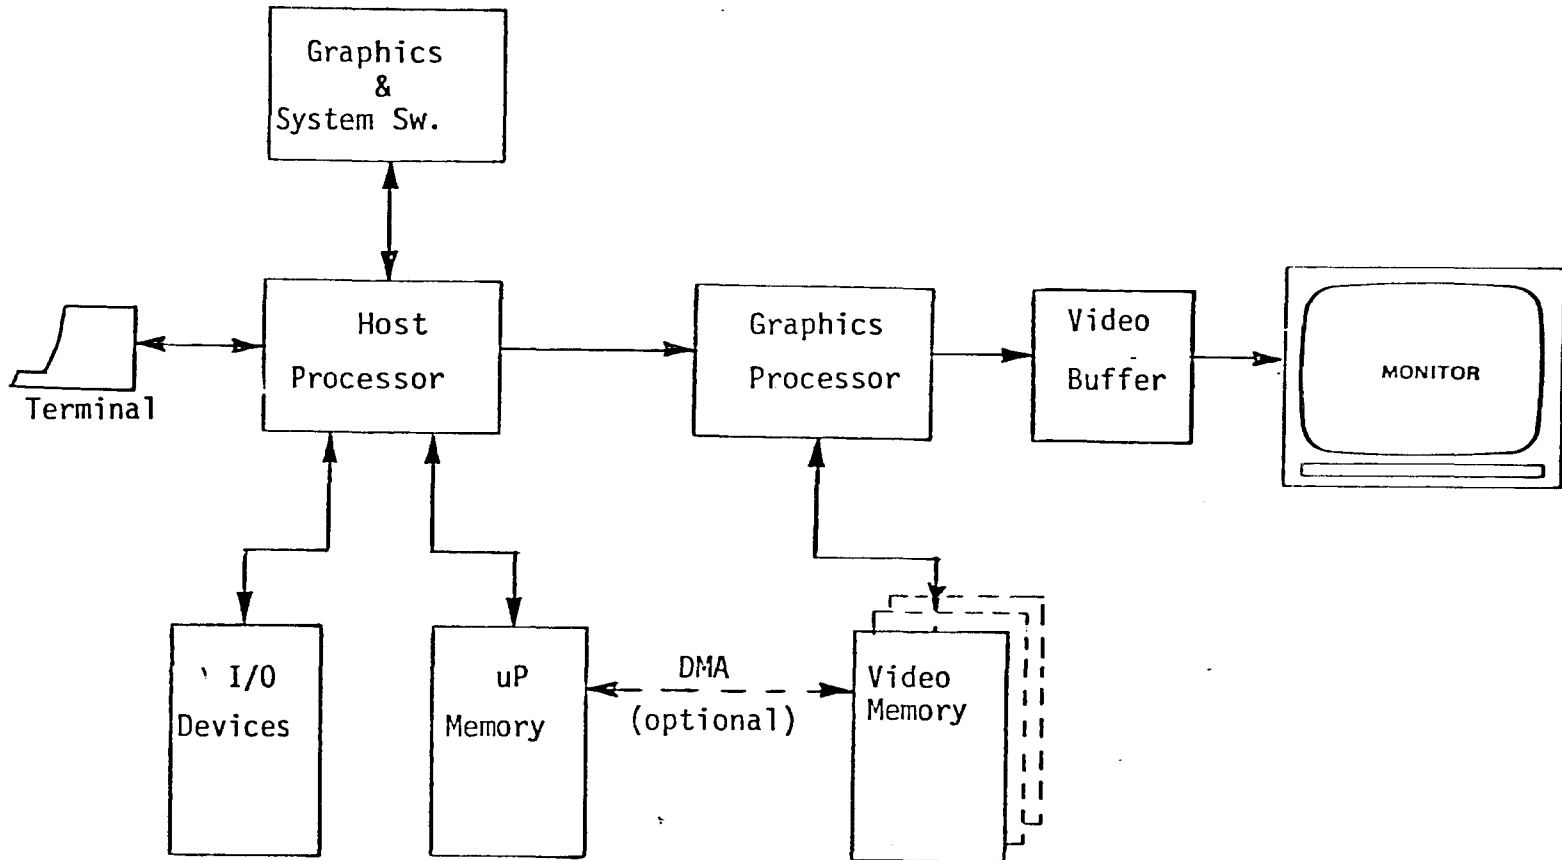 Graphics
&
System Sw.
Host
Processor
Graphics
Processor
Video
Buffer
MONITOR
Terminal
I/O
Devices
uP
Memory
DMA
(optional)
Video
Memory